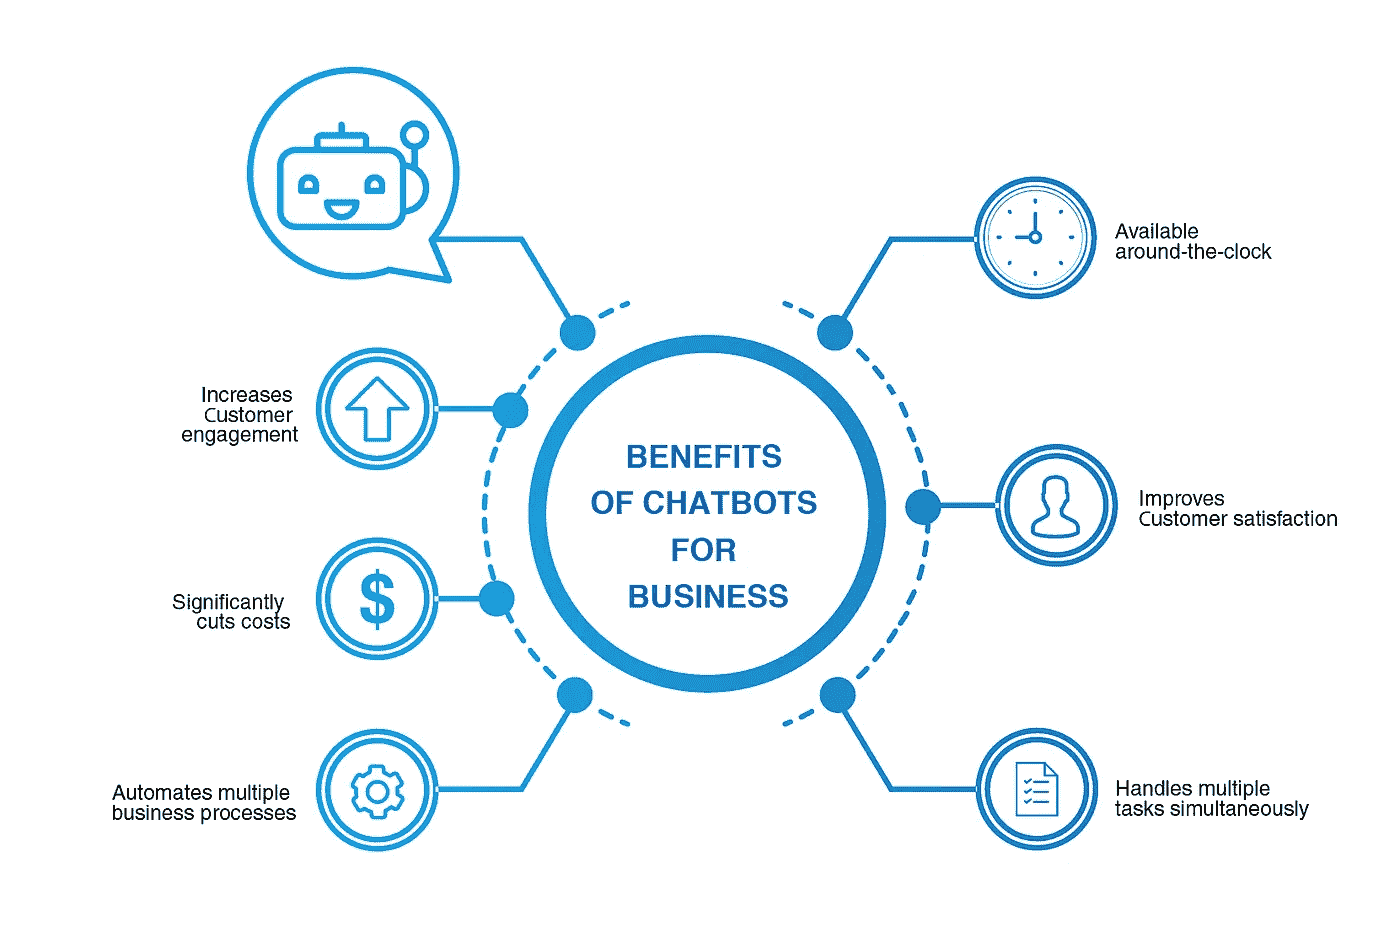 BENEFITS
OF CHATBOTS
FOR
BUSINESS
Increases
Customer
engagement
Significantly
cuts costs
Automates multiple
business processes
Available
around-the-clock
Improves
Customer satisfaction
Handles multiple
tasks simultaneously
$